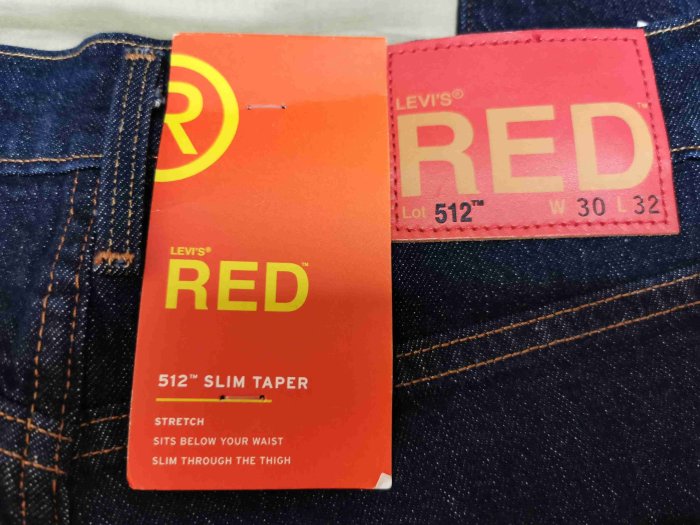 R
LEVI'S®
RED™
512™ SLIM TAPER
STRETCH
SITS BELOW YOUR WAIST
SLIM THROUGH THE THIGH
LEVI'S®
RED™
Lot 512™ W 30 L 32